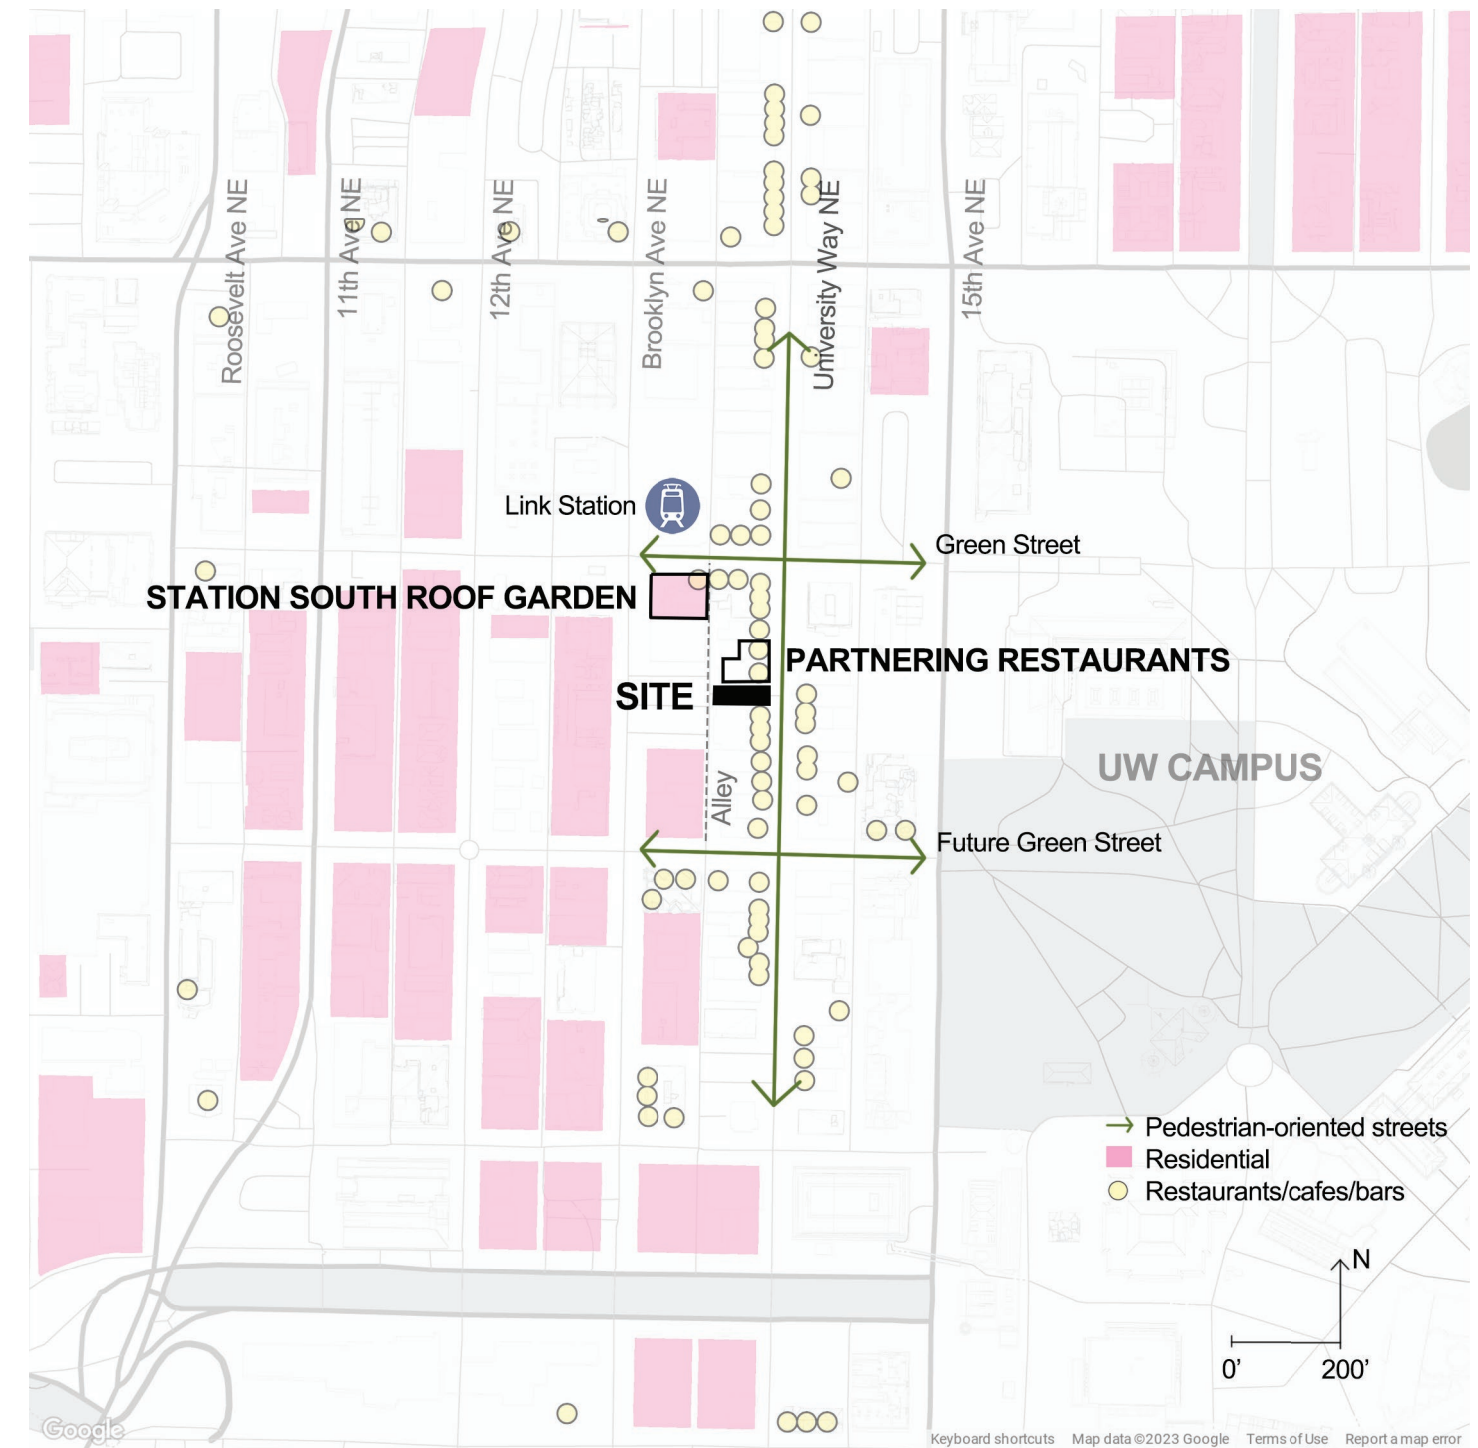 Roosevelt Ave NE
11th Ave NE
12th Ave NE
Brooklyn Ave NE
University Way NE
15th Ave NE
Link Station
Green Street
STATION SOUTH ROOF GARDEN
PARTNERING RESTAURANTS
SITE
UW CAMPUS
Alley
Future Green Street
Pedestrian-oriented streets
Residential
Restaurants/cafes/bars
N
0' 200'
Google
Keyboard shortcuts Map data ©2023 Google Terms of Use Report a map error